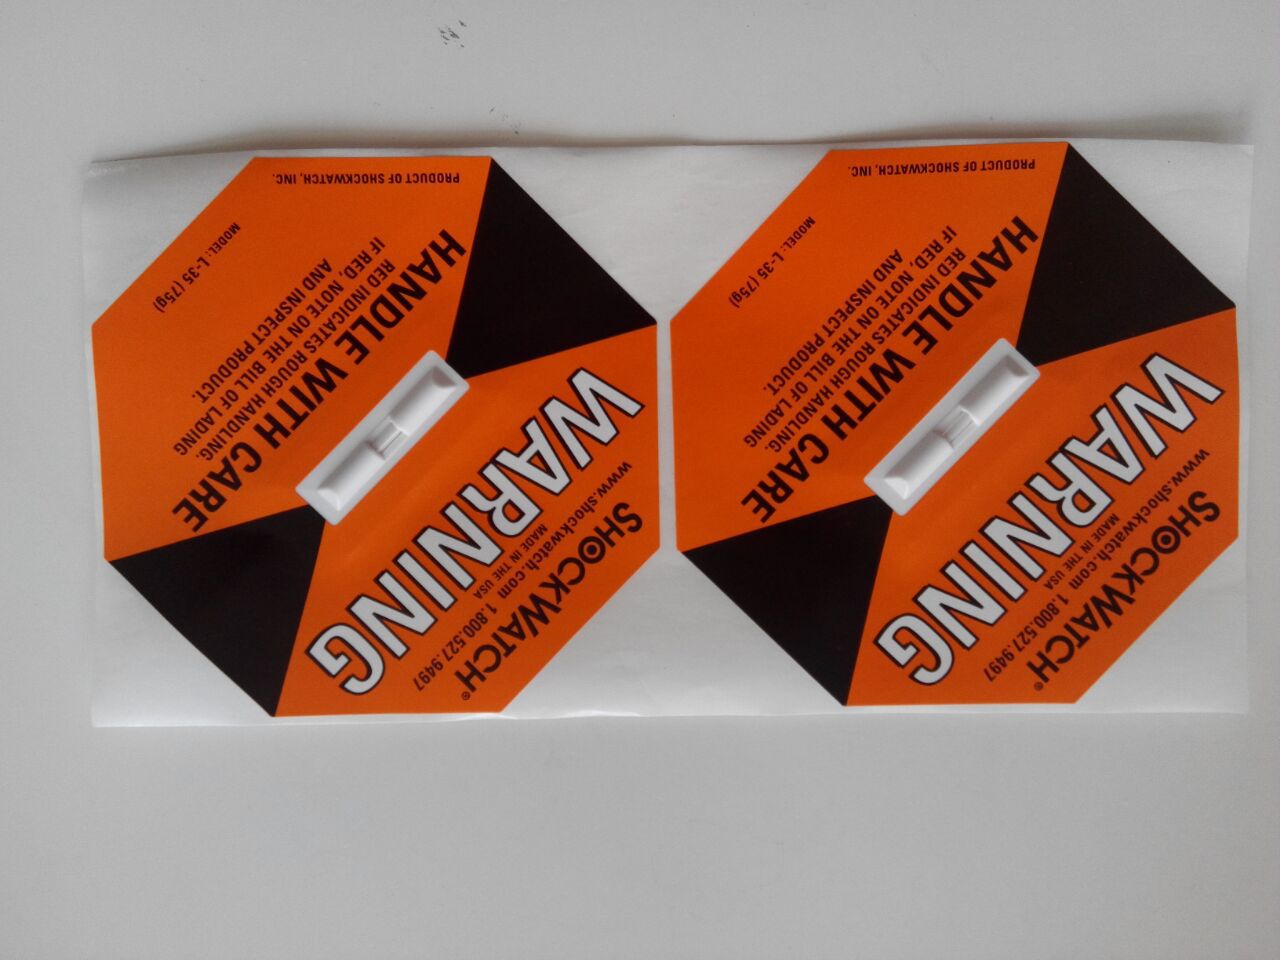 SHOCKWATCH®
www.shockwatch.com 1.800.527.9497
MADE IN THE USA
WARNING
HANDLE WITH CARE
RED INDICATES ROUGH HANDLING.
IF RED, NOTE ON THE BILL OF LADING
AND INSPECT PRODUCT.
MODEL: L-35 (75g)
PRODUCT OF SHOCKWATCH, INC.
SHOCKWATCH®
www.shockwatch.com 1.800.527.9497
MADE IN THE USA
WARNING
HANDLE WITH CARE
RED INDICATES ROUGH HANDLING.
IF RED, NOTE ON THE BILL OF LADING
AND INSPECT PRODUCT.
MODEL: L-35 (75g)
PRODUCT OF SHOCKWATCH, INC.